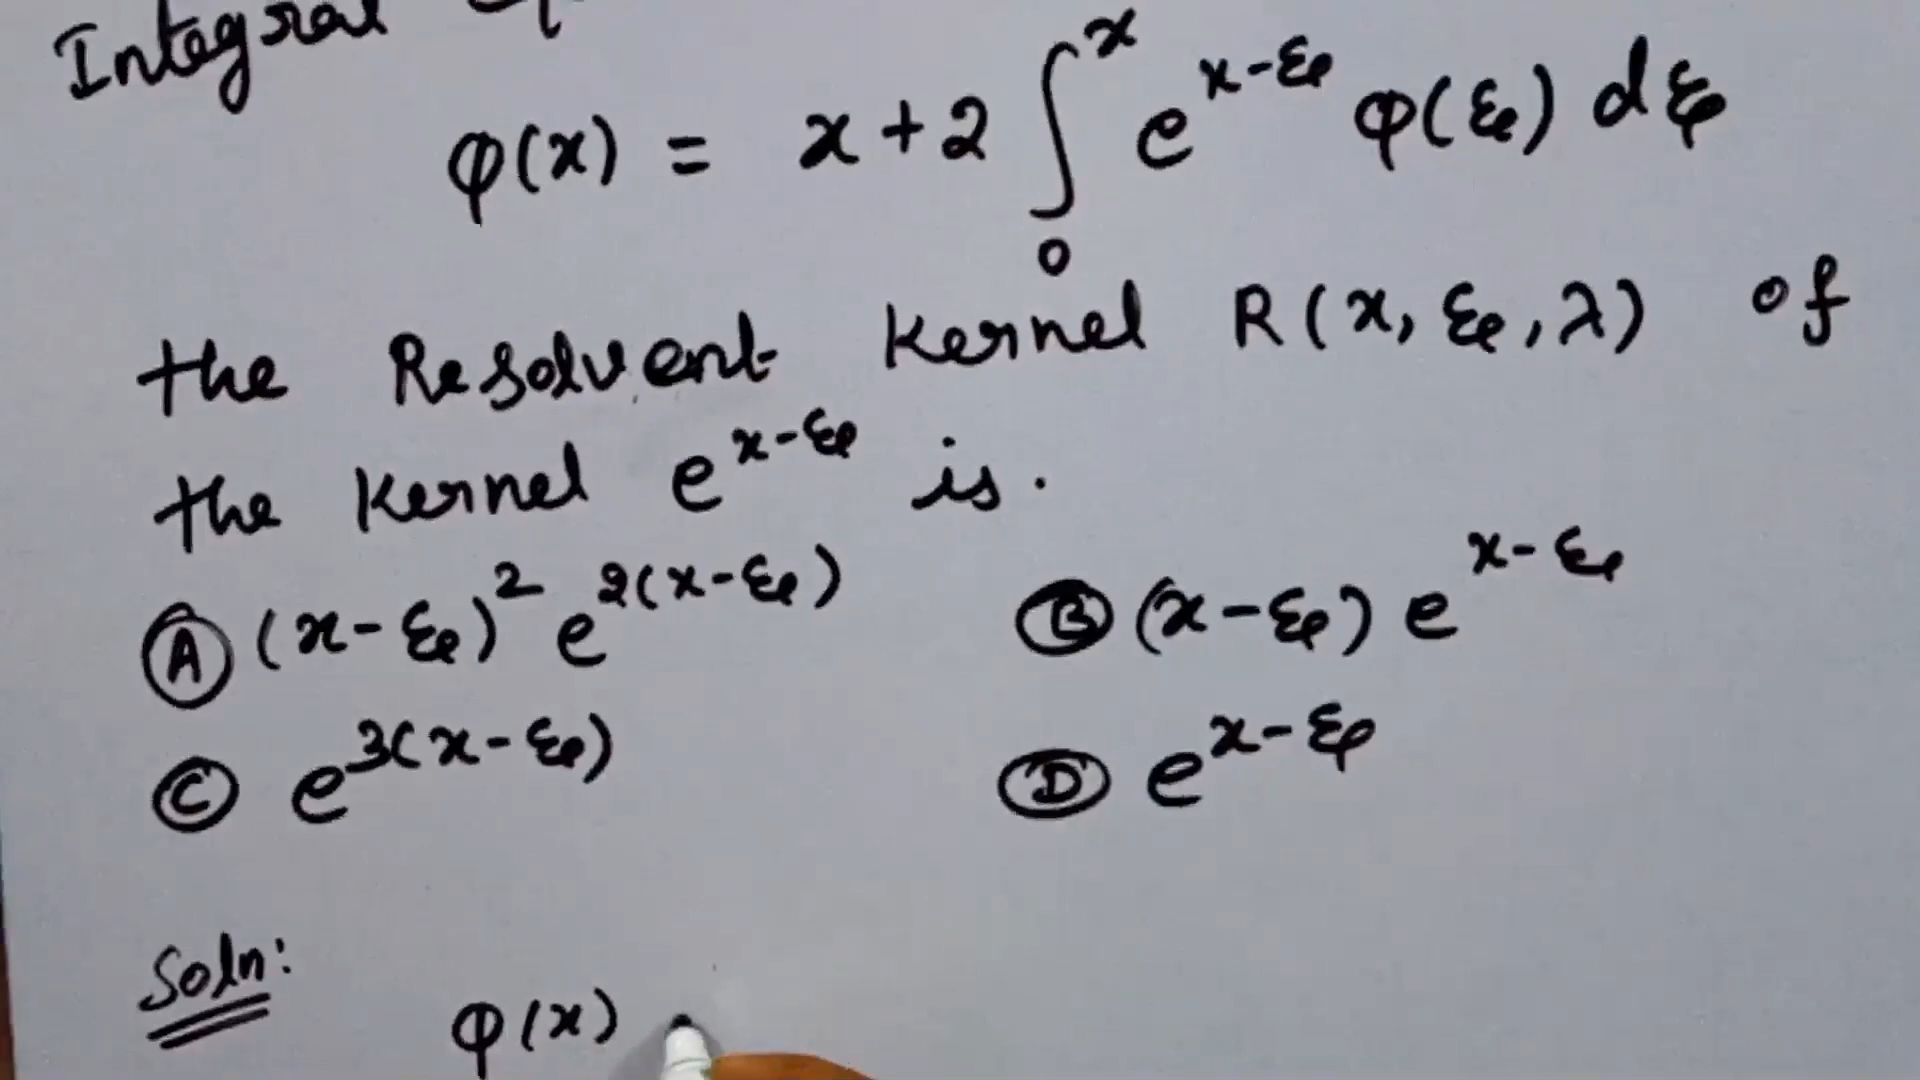 Integral
φ(x) = x + 2 ∫₀ˣ e^(x-ξ) φ(ξ) dξ
the Resolvent Kernel R(x, ξ, λ) of
the Kernel e^(x-ξ) is.
Ⓐ (x-ξ)² e^(2(x-ξ)) Ⓑ (x-ξ) e^(x-ξ)
Ⓒ e^(3(x-ξ)) Ⓓ e^(x-ξ)
Soln:
φ(x)